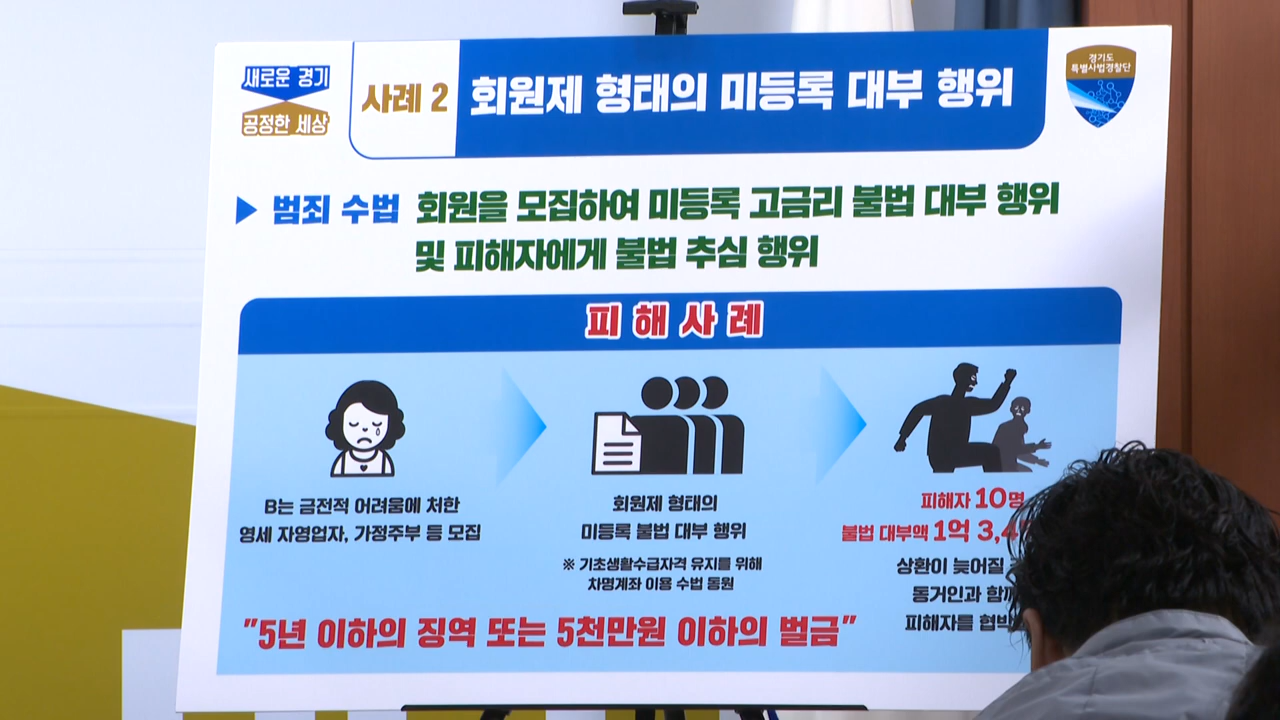 새로운 경기
공정한 세상
사례 2
회원제 형태의 미등록 대부 행위
경기도
특별사법경찰단
범죄 수법 회원을 모집하여 미등록 고금리 불법 대부 행위
및 피해자에게 불법 추심 행위
피해사례
B는 금전적 어려움에 처한
영세 자영업자, 가정주부 등 모집
회원제 형태의
미등록 불법 대부 행위
※ 기초생활수급자격 유지를 위해
차명계좌 이용 수법 동원
피해자 10명
불법 대부액 1억
상환이 늦어질
동거인과
피해자를
"5년 이하의 징역 또는 5천만원 이하의 벌금"